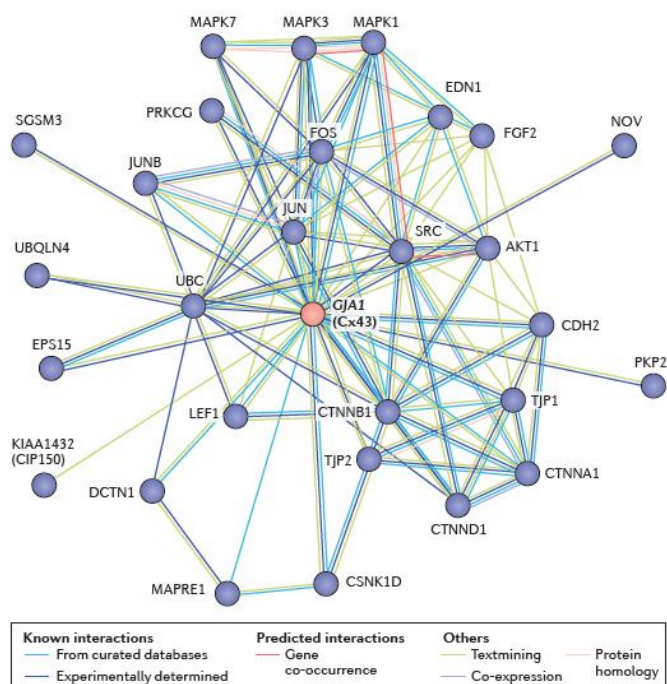 MAPK7
MAPK3
MAPK1
EDN1
SGSM3
PRKCG
FOS
FGF2
NOV
JUNB
JUN
SRC
UBQLN4
UBC
AKT1
GJA1
(Cx43)
CDH2
EPS15
PKP2
LEF1
CTNNB1
TJP1
KIAA1432
(CIP150)
TJP2
CTNNA1
DCTN1
CTNND1
MAPRE1
CSNK1D
Known interactions
From curated databases
Experimentally determined
Predicted interactions
Gene
co-occurrence
Others
Textmining
Co-expression
Protein
homology